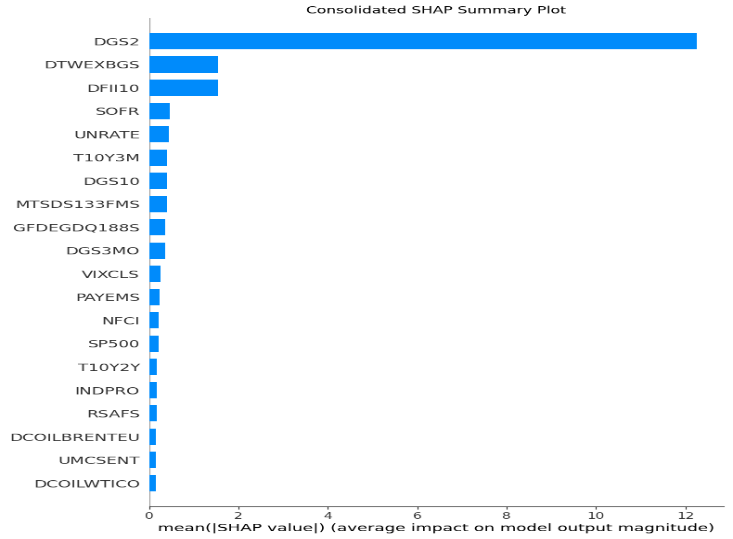 Consolidated SHAP Summary Plot
DGS2
DTWEXBGS
DFII10
SOFR
UNRATE
T10Y3M
DGS10
MTSDS133FMS
GFDEGDQ188S
DGS3MO
VIXCLS
PAYEMS
NFCI
SP500
T10Y2Y
INDPRO
RSAFS
DCOILBRENTEU
UMCSENT
DCOILWTICO
0 2 4 6 8 10 12
mean(|SHAP value|) (average impact on model output magnitude)